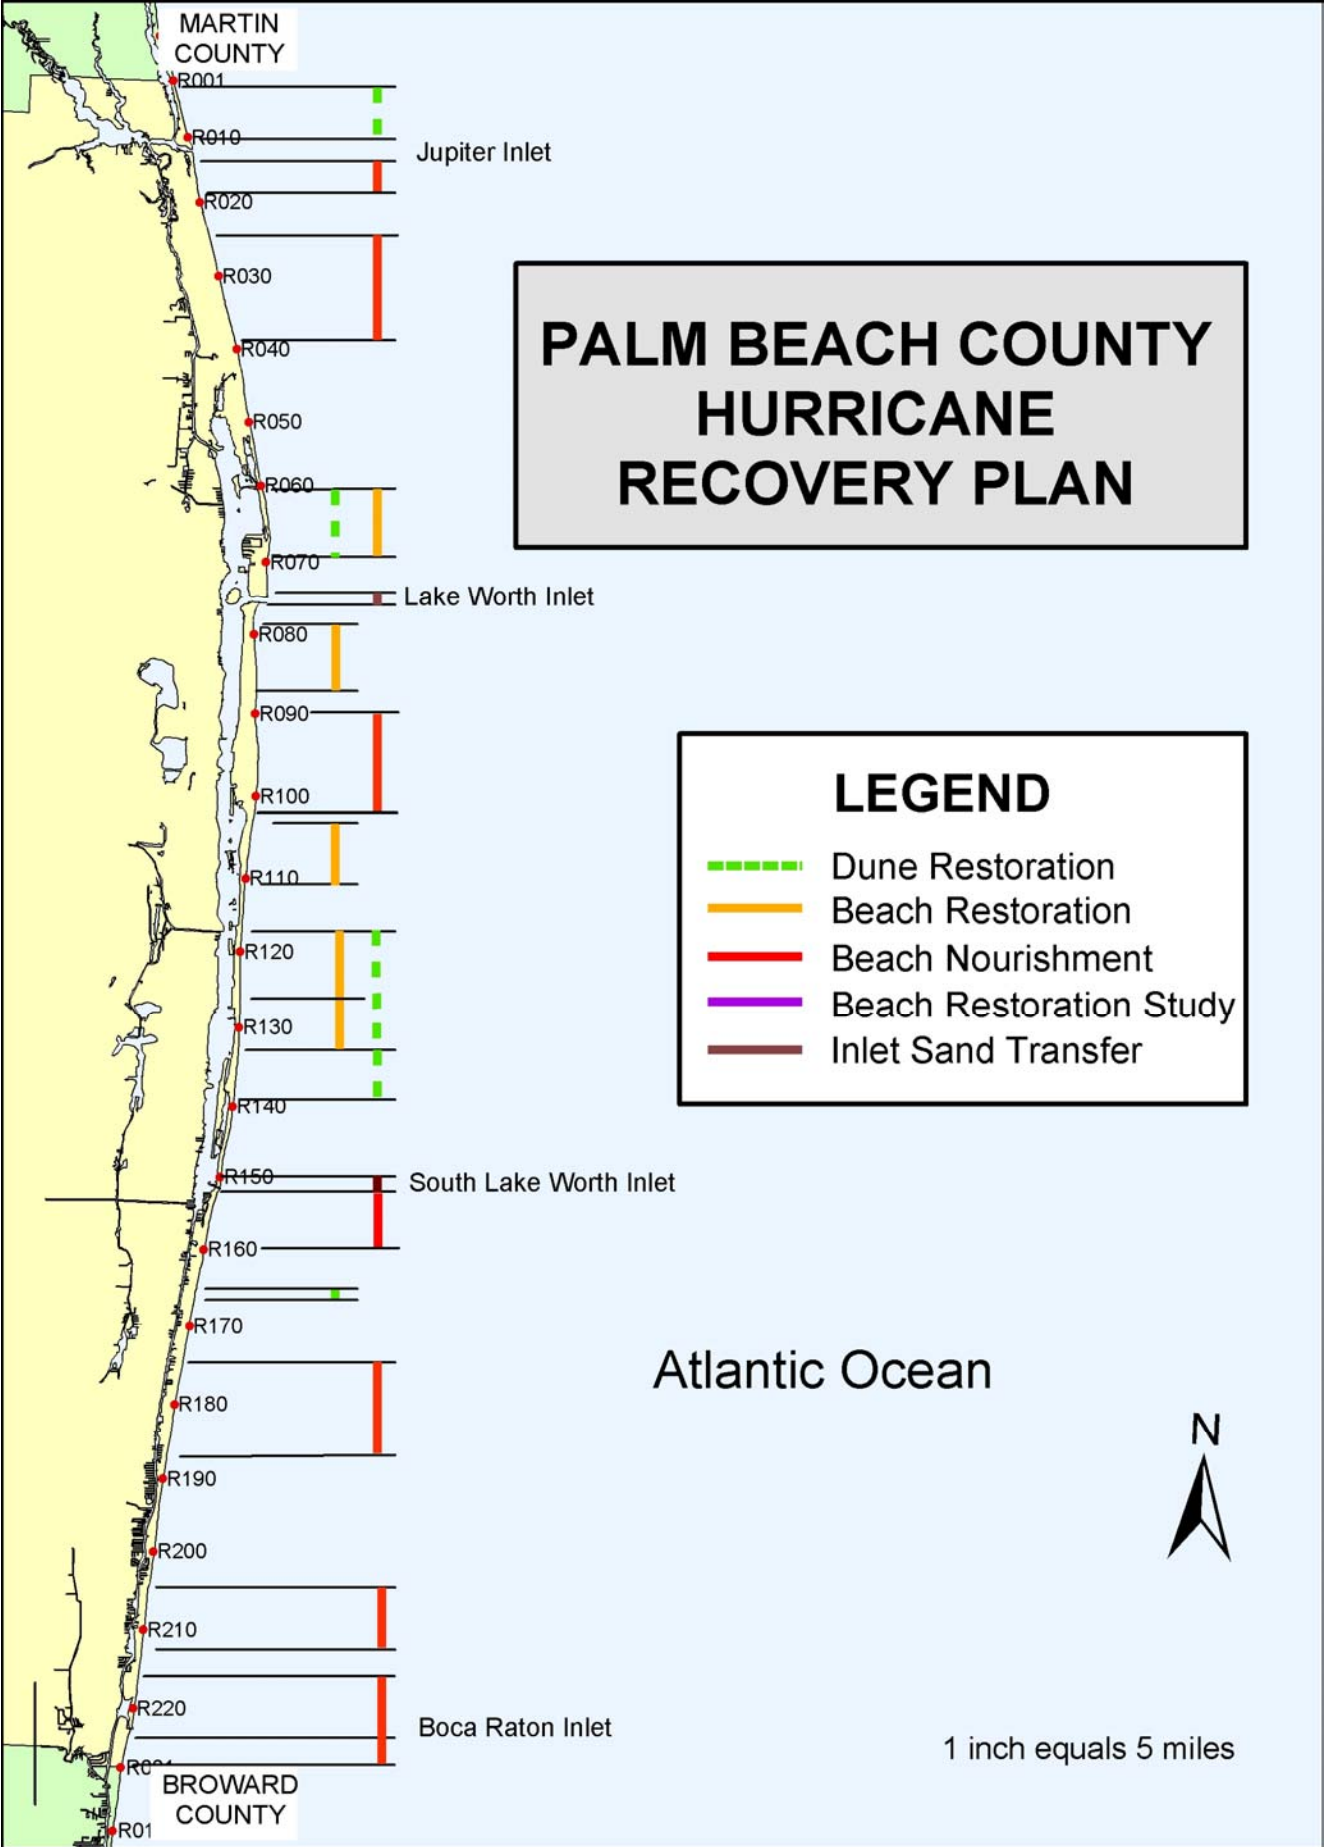 MARTIN
COUNTY
R001
R010
Jupiter Inlet
R020
R030
R040
R050
R060
R070
Lake Worth Inlet
R080
R090
R100
R110
R120
R130
R140
R150
South Lake Worth Inlet
R160
R170
R180
R190
R200
R210
R220
Boca Raton Inlet
BROWARD
COUNTY
R01
PALM BEACH COUNTY
HURRICANE
RECOVERY PLAN
LEGEND
Dune Restoration
Beach Restoration
Beach Nourishment
Beach Restoration Study
Inlet Sand Transfer
Atlantic Ocean
N
1 inch equals 5 miles